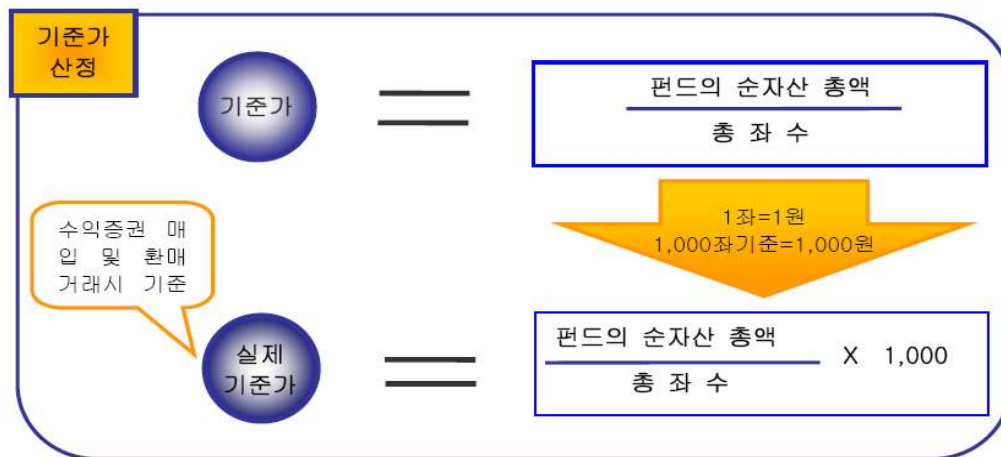 기준가
산정
기준가
펀드의 순자산 총액
총 좌 수
1좌=1원
1,000좌기준=1,000원
수익증권 매
입 및 환매
거래시 기준
실제
기준가
펀드의 순자산 총액
총 좌 수
X 1,000